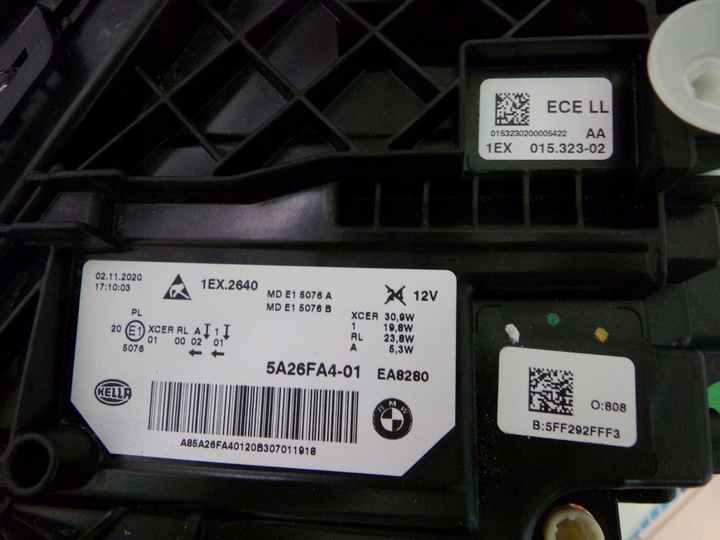 ECE LL
0153230200005422 AA
1EX 015.323-02
02.11.2020
17:10:03
1EX.2640
MD E1 5076 A
MD E1 5076 B
24 12V
XCER 30,9W
1 19,8W
RL 23,8W
A 5,3W
PL
20 E1 XCER RL A 1
5076 01 00 02 01
5A26FA4-01 EA8280
HELLA
BMW
A85A26FA40120B307011918
O:808
B:5FF292FFF3